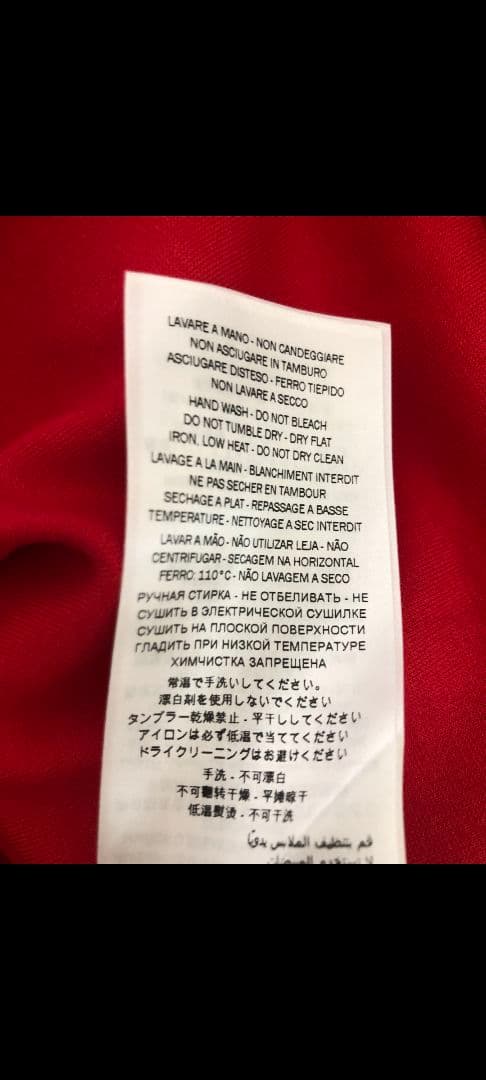 LAVARE A MANO - NON CANDEGGIARE
NON ASCIUGARE IN TAMBURO
ASCIUGARE DISTESO - FERRO TIEPIDO
NON LAVARE A SECCO
HAND WASH - DO NOT BLEACH
DO NOT TUMBLE DRY - DRY FLAT
IRON, LOW HEAT - DO NOT DRY CLEAN
LAVAGE A LA MAIN - BLANCHIMENT INTERDIT
NE PAS SECHER EN TAMBOUR
SECHAGE A PLAT - REPASSAGE A BASSE
TEMPERATURE - NETTOYAGE A SEC INTERDIT
LAVAR A MÃO - NÃO UTILIZAR LEJA - NÃO
CENTRIFUGAR - SECAGEM NA HORIZONTAL
FERRO: 110°C - NÃO LAVAGEM A SECO
РУЧНАЯ СТИРКА - НЕ ОТБЕЛИВАТЬ - НЕ
СУШИТЬ В ЭЛЕКТРИЧЕСКОЙ СУШИЛКЕ
СУШИТЬ НА ПЛОСКОЙ ПОВЕРХНОСТИ
ГЛАДИТЬ ПРИ НИЗКОЙ ТЕМПЕРАТУРЕ
ХИМЧИСТКА ЗАПРЕЩЕНА
常温で手洗いしてください。
漂白剤を使用しないでください
タンブラー乾燥禁止 - 平干ししてください
アイロンは必ず低温で当ててください
ドライクリーニングはお避けください
手洗 - 不可漂白
不可翻转干燥 - 平摊晾干
低温熨烫 - 不可干洗
قم بتنظيف الملابس يدويًا